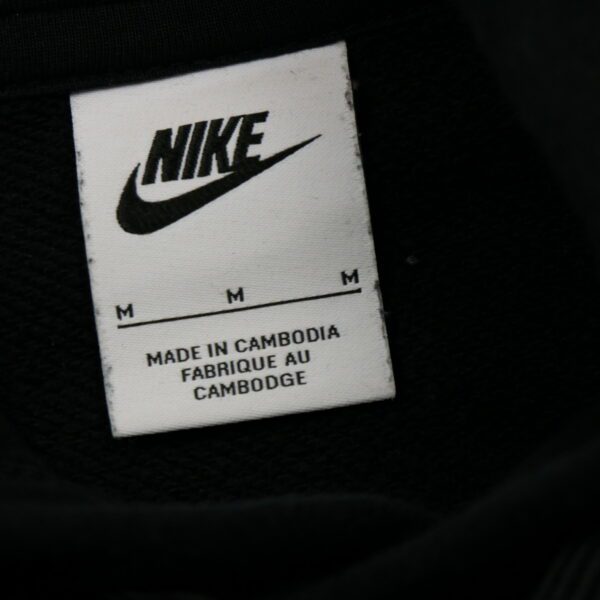 NIKE
M M M
MADE IN CAMBODIA
FABRIQUE AU
CAMBODGE